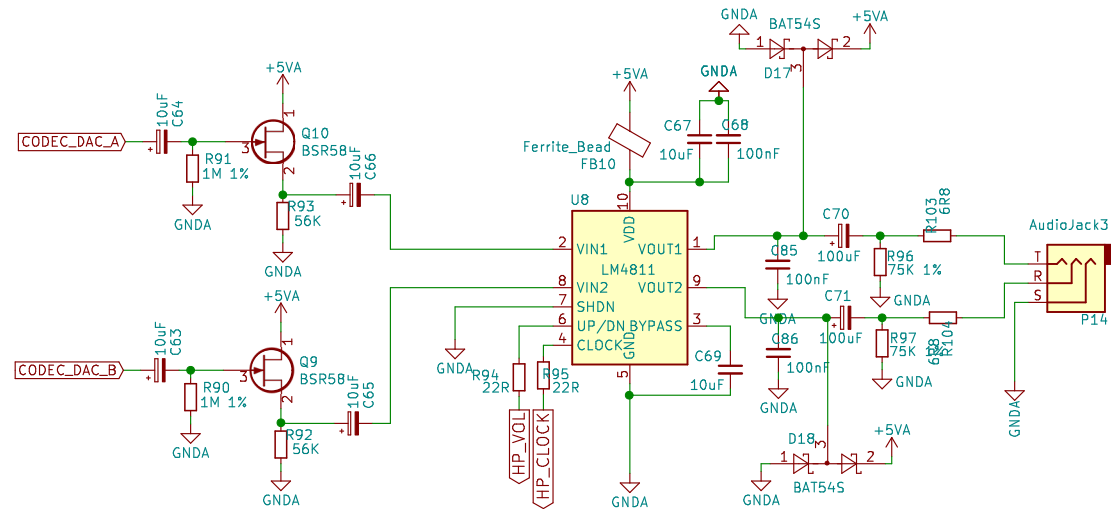 GNDA
BAT54S
+5VA
1
2
D17
3
+5VA
+5VA
GNDA
10uF
C64
1
CODEC_DAC_A
Q10
BSR58
3
2
R91
1M 1%
GNDA
10uF
C66
R93
56K
GNDA
Ferrite_Bead
FB10
C67
10uF
C68
100nF
U8
10
VDD
2
VIN1
VOUT1
1
LM4811
8
VIN2
VOUT2
9
7
SHDN
6
UP/DN
BYPASS
3
4
CLOCK
GND
5
C70
100uF
R103
6R8
AudioJack3
T
R
S
P14
C85
100nF
GNDA
R96
75K 1%
GNDA
C71
100uF
C86
100nF
GNDA
R97
75K 1%
GNDA
6R8
R104
GNDA
+5VA
10uF
C63
1
CODEC_DAC_B
Q9
BSR58
3
2
R90
1M 1%
GNDA
10uF
C65
R92
56K
GNDA
GNDA
R94
22R
R95
22R
HP_VOL
HP_CLOCK
C69
10uF
GNDA
D18
3
+5VA
1
2
GNDA
BAT54S